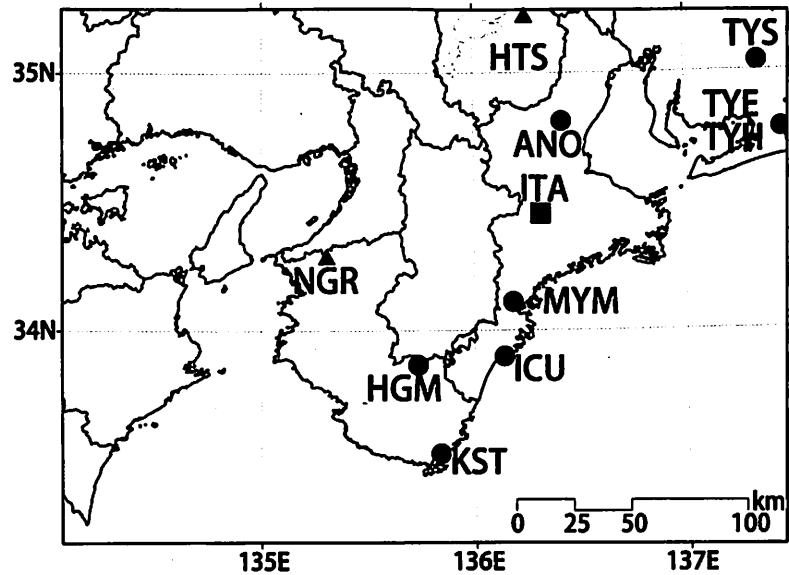 TYS
HTS
35N
TYE
TYH
ANO
ITA
NGR
MYM
34N
ICU
HGM
KST
km
0 25 50 100
135E 136E 137E